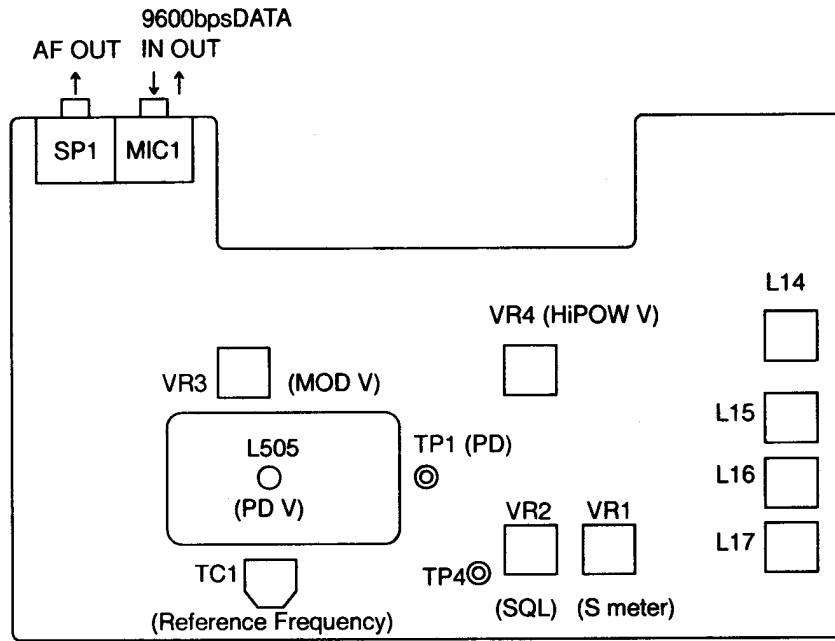 9600bpsDATA
AF OUT IN OUT
SP1 MIC1
L14
VR4 (HiPOW V)
VR3 (MOD V)
L15
L505
TP1 (PD)
L16
(PD V)
VR2 VR1
L17
TC1
TP4
(SQL) (S meter)
(Reference Frequency)